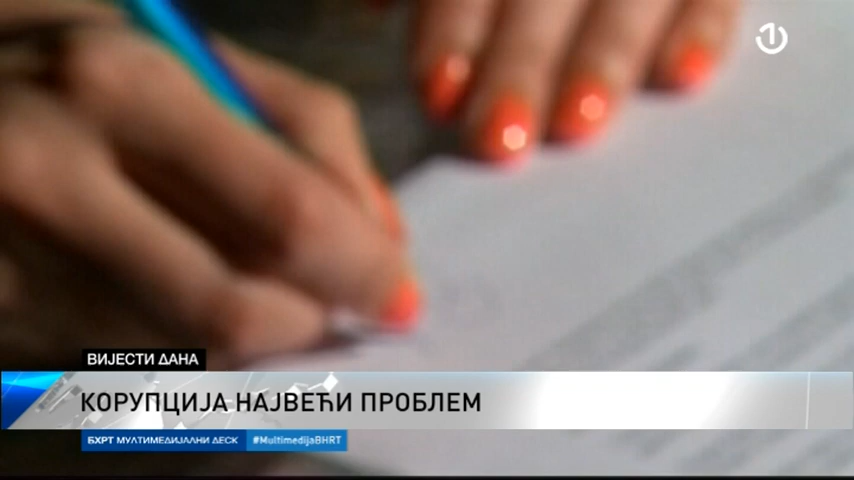 ВИЈЕСТИ ДАНА
КОРУПЦИЈА НАЈВЕЋИ ПРОБЛЕМ
БХРТ МУЛТИМЕДИЈАЛНИ ДЕСК #MultimedijaBHRT